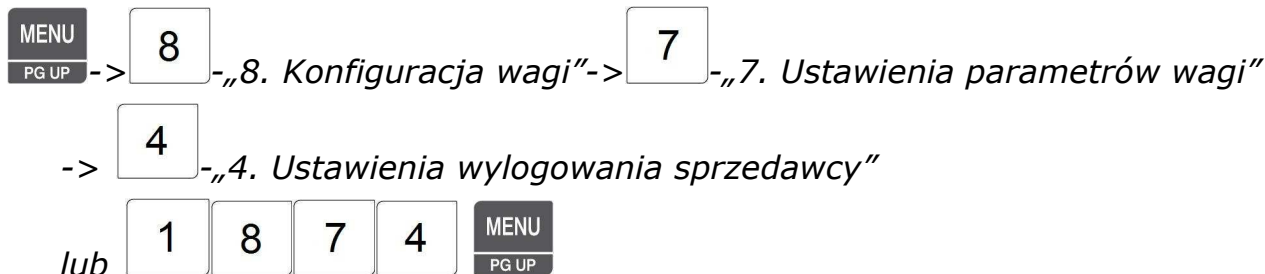 MENU PG UP -> 8 -„8. Konfiguracja wagi”-> 7 -„7. Ustawienia parametrów wagi”
-> 4 -„4. Ustawienia wylogowania sprzedawcy”
lub 1 8 7 4 MENU PG UP